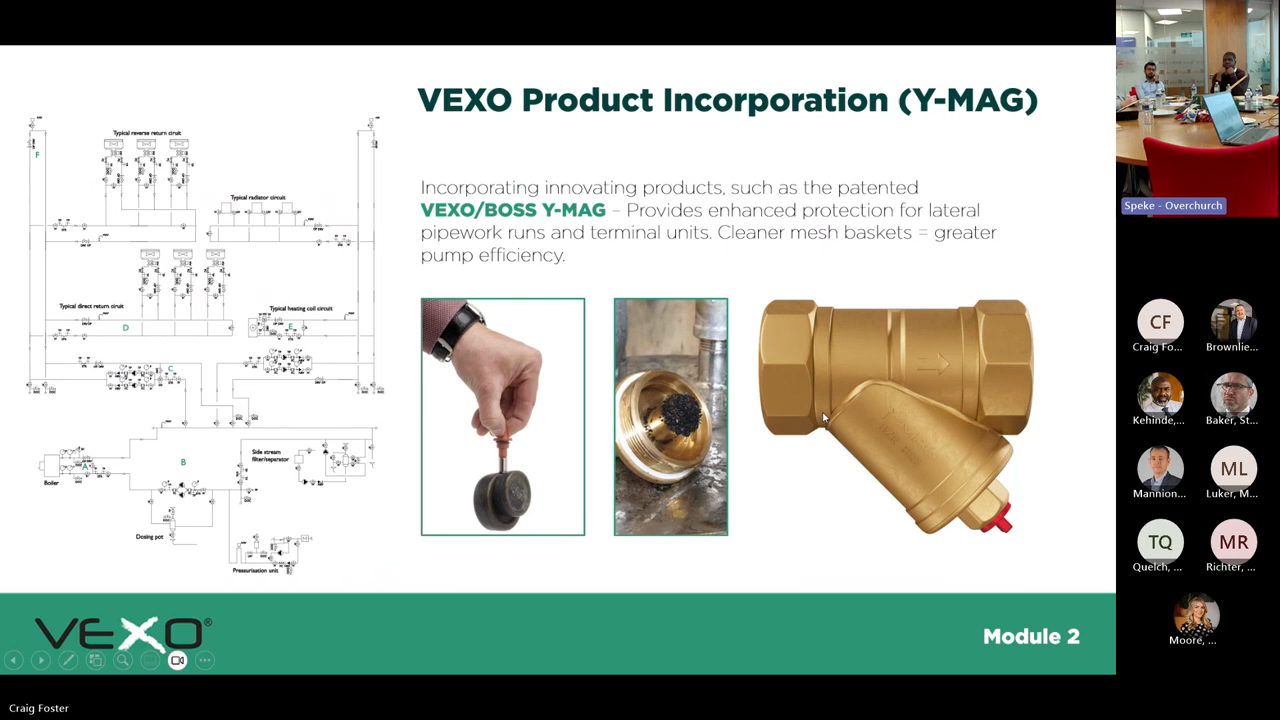 VEXO Product Incorporation (Y-MAG)
Incorporating innovating products, such as the patented
VEXO/BOSS Y-MAG – Provides enhanced protection for lateral
pipework runs and terminal units. Cleaner mesh baskets = greater
pump efficiency.
Typical reverse return ciruit
F
Typical radiator circuit
Typical direct return circuit
Typical heating coil circuit
D
E
C
Boiler
A
B
Side stream
filter/separator
Dosing pot
Pressurisation unit
VEXO®
Module 2
Craig Foster
Speke - Overchurch
CF
Craig Fo...
Brownlie...
Kehinde,...
Baker, St...
Mannion...
ML
Luker, M...
TQ
Quelch, ...
MR
Richter, ...
Moore, ...